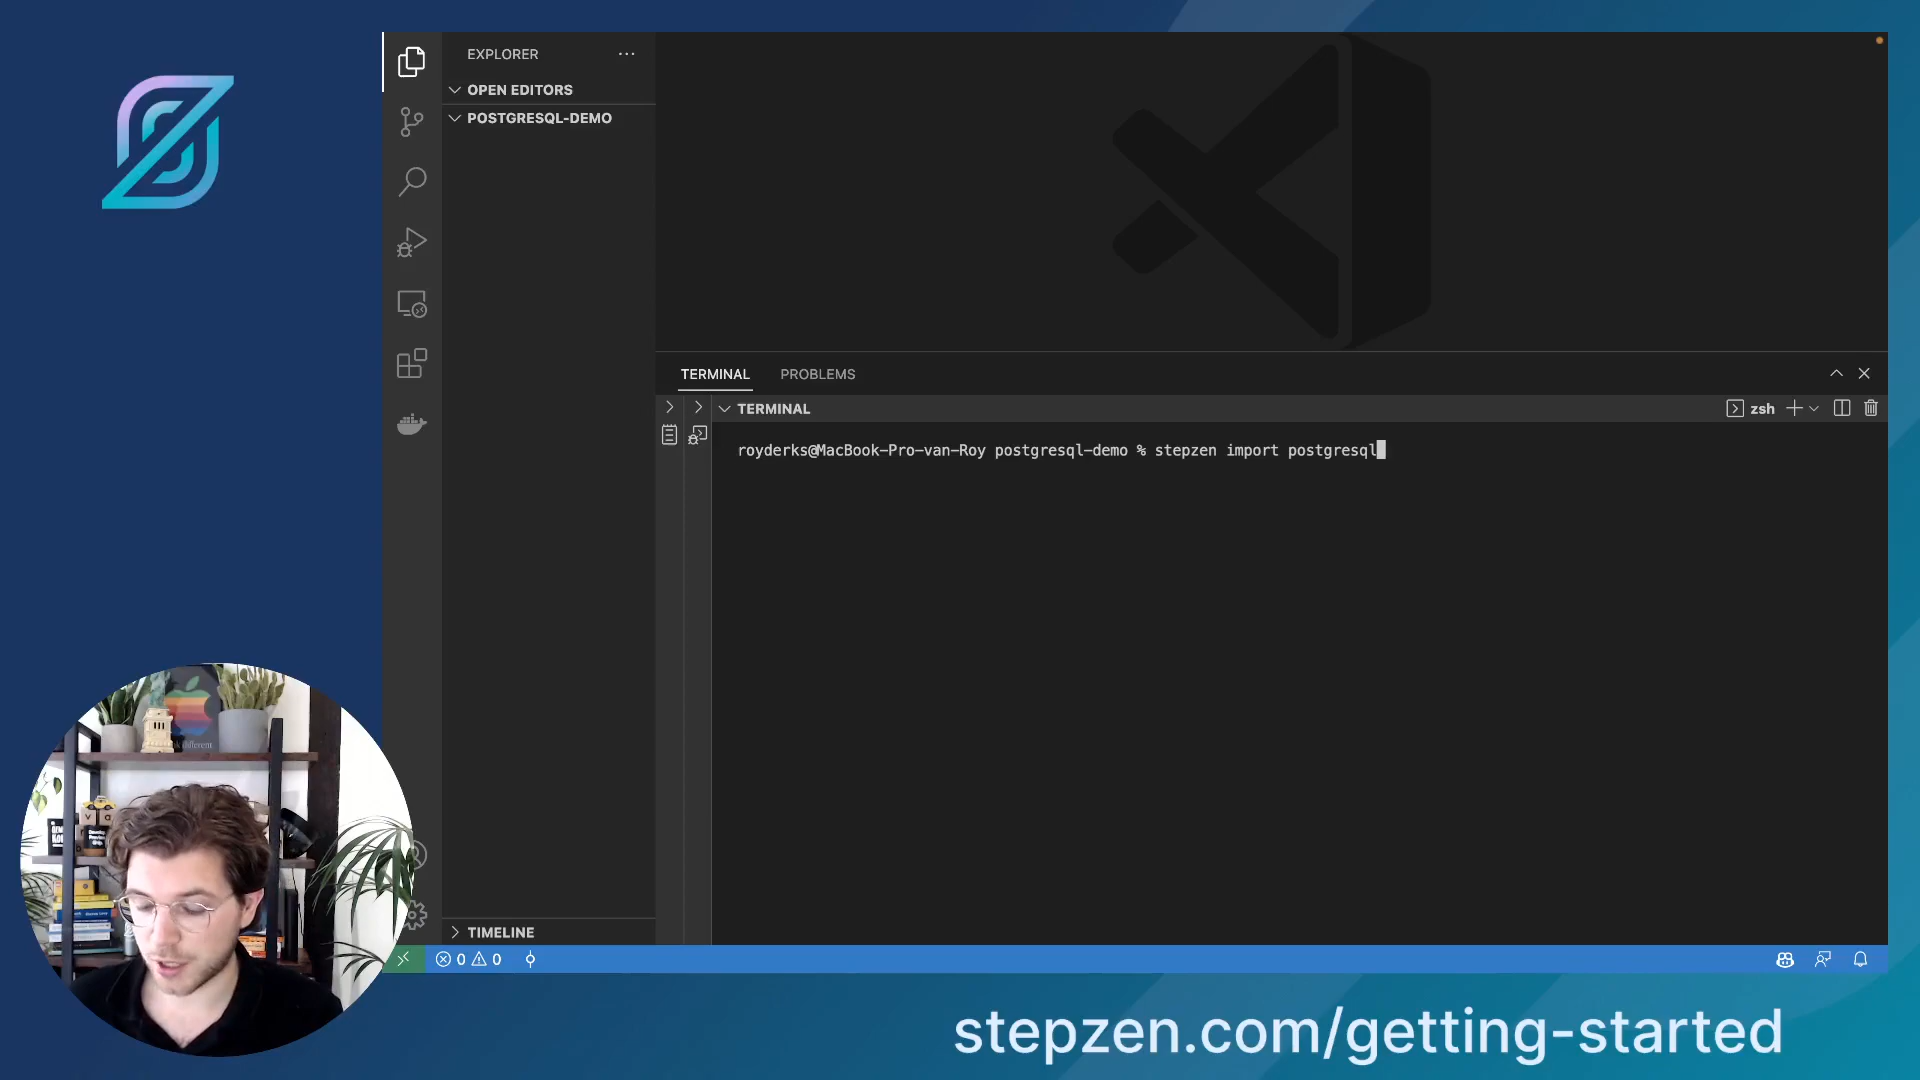 EXPLORER
OPEN EDITORS
POSTGRESQL-DEMO
TERMINAL
PROBLEMS
TERMINAL
zsh
royderks@MacBook-Pro-van-Roy postgresql-demo % stepzen import postgresql
TIMELINE
0
0
stepzen.com/getting-started